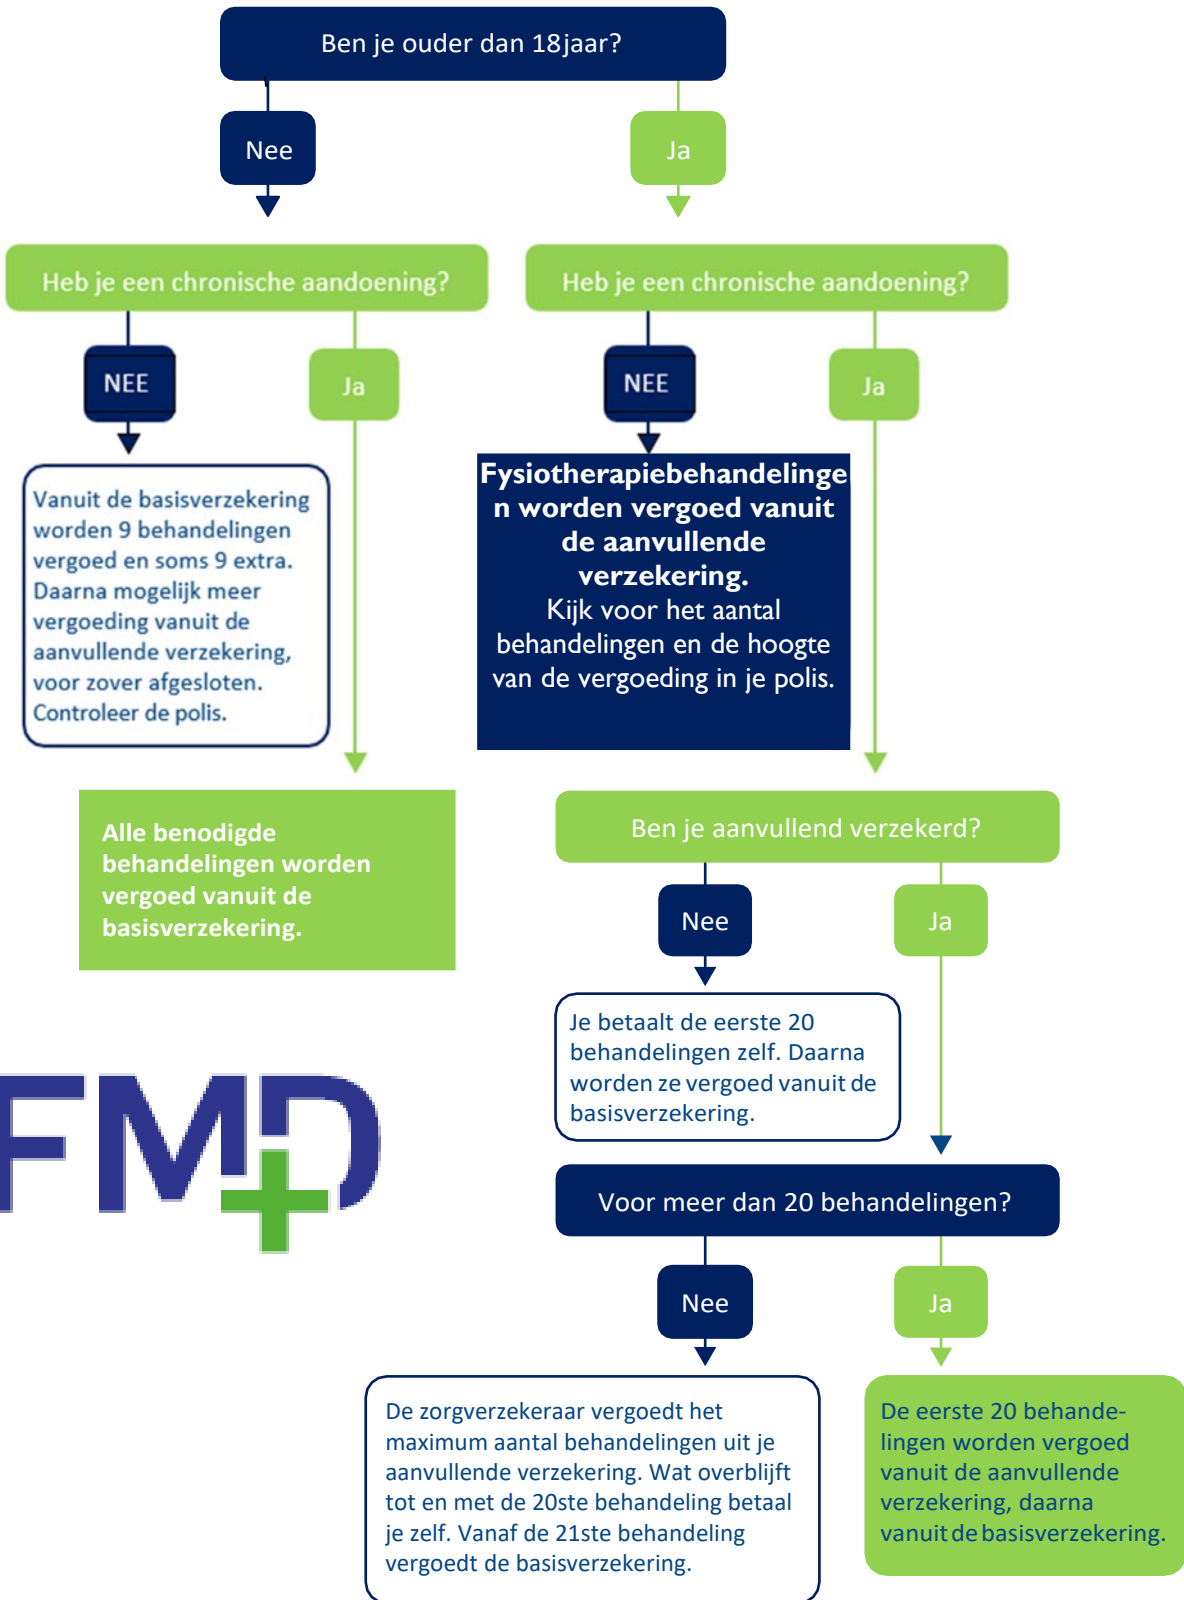 Ben je ouder dan 18jaar?
Nee
Ja
Heb je een chronische aandoening?
Heb je een chronische aandoening?
NEE
Ja
NEE
Ja
Vanuit de basisverzekering
worden 9 behandelingen
vergoed en soms 9 extra.
Daarna mogelijk meer
vergoeding vanuit de
aanvullende verzekering,
voor zover afgesloten.
Controleer de polis.
Fysiotherapiebehandelinge
n worden vergoed vanuit
de aanvullende
verzekering.
Kijk voor het aantal
behandelingen en de hoogte
van de vergoeding in je polis.
Alle benodigde
behandelingen worden
vergoed vanuit de
basisverzekering.
Ben je aanvullend verzekerd?
Nee
Ja
Je betaalt de eerste 20
behandelingen zelf. Daarna
worden ze vergoed vanuit de
basisverzekering.
FMD
Voor meer dan 20 behandelingen?
Nee
Ja
De zorgverzekeraar vergoedt het
maximum aantal behandelingen uit je
aanvullende verzekering. Wat overblijft
tot en met de 20ste behandeling betaal
je zelf. Vanaf de 21ste behandeling
vergoedt de basisverzekering.
De eerste 20 behande-
lingen worden vergoed
vanuit de aanvullende
verzekering, daarna
vanuit de basisverzekering.